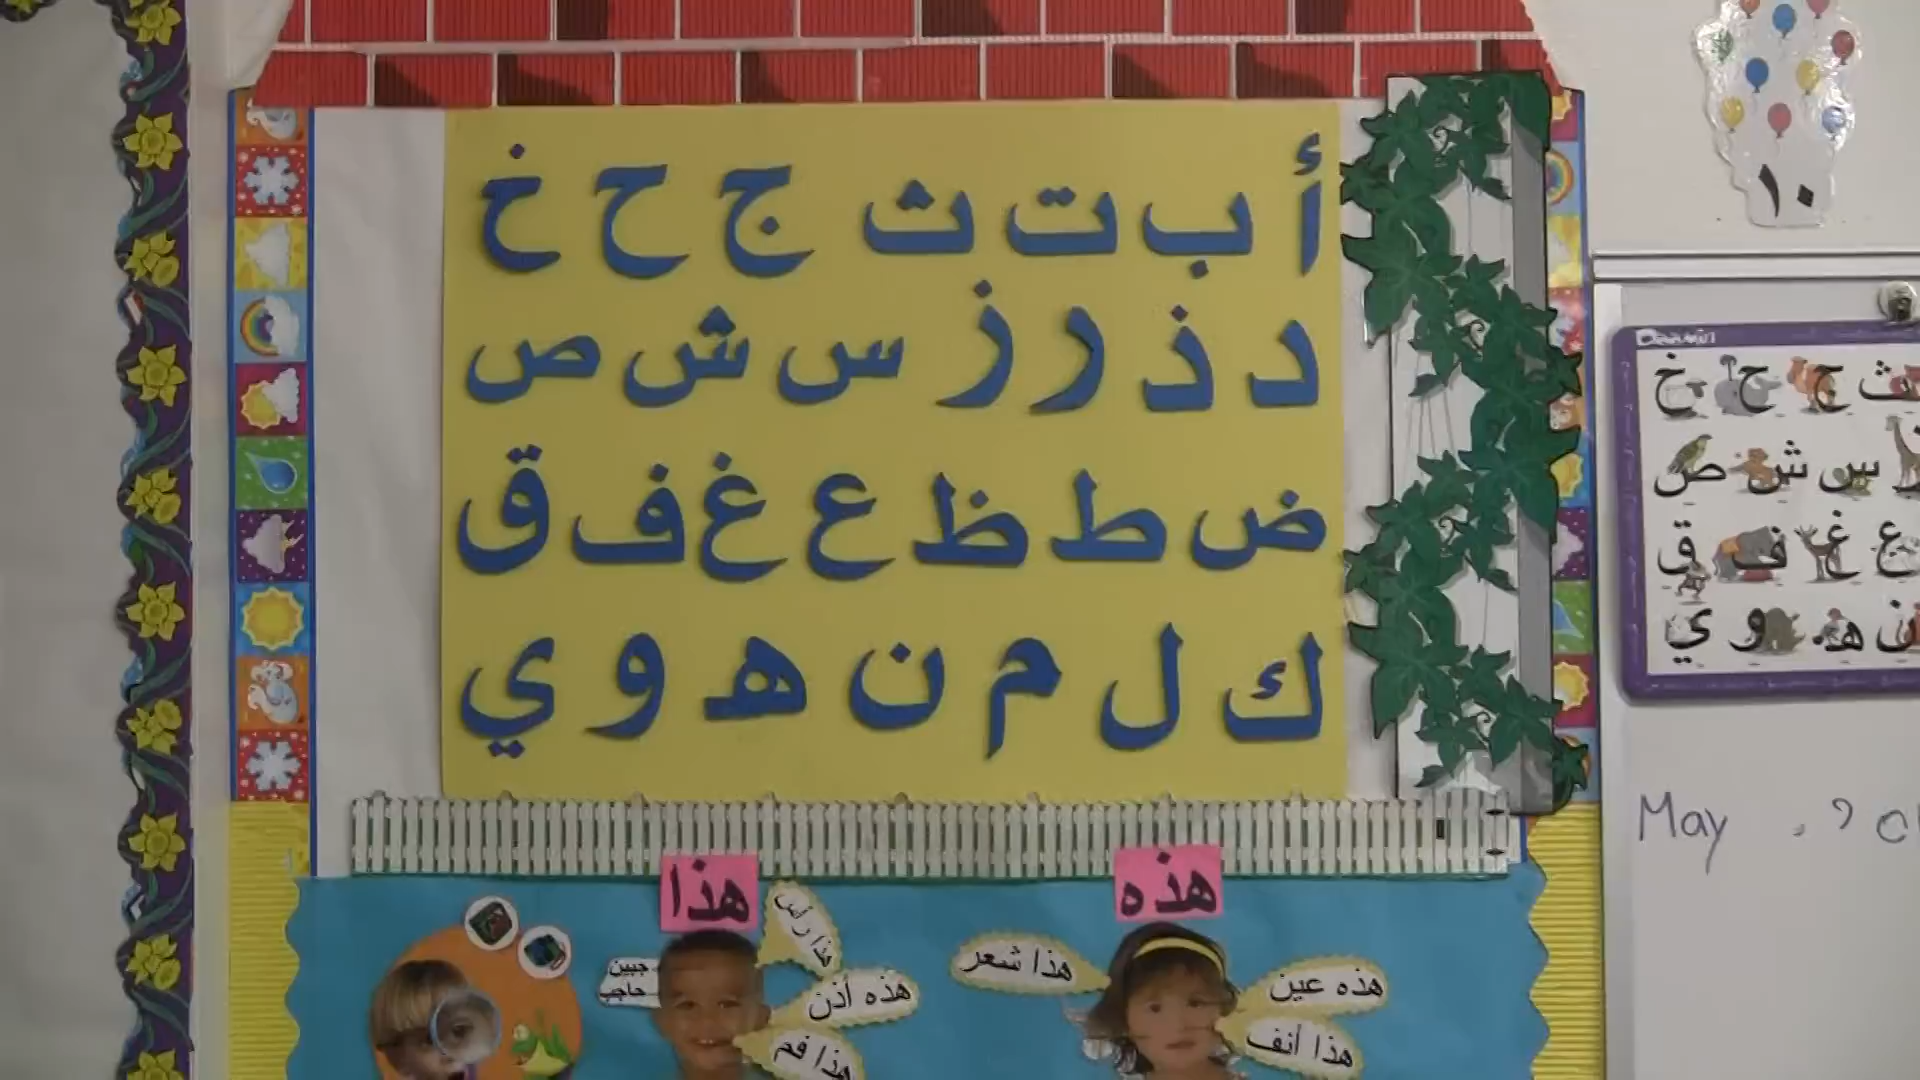 أ ب ت ث ج ح خ
د ذ ر ز س ش ص
ض ط ظ ع غ ف ق
ك ل م ن ه و ي
١٠
ث ج ح خ
س ش ص
ع غ ف ق
ن ه و ي
May
هذه
هذا
هذا شعر
هذه عين
هذا أنف
هذه أذن
هذا فم
جبين
حاجب